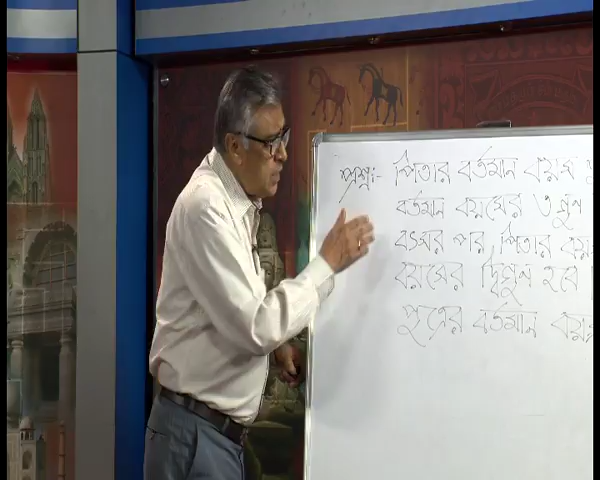 প্রশ্নঃ- পিতার বর্তমান বয়স
বর্তমান বয়সের ৩ গুন
বৎসর পর পিতার বয়
বয়সের দ্বিগুন হবে
পুত্রের বর্তমান বয়স